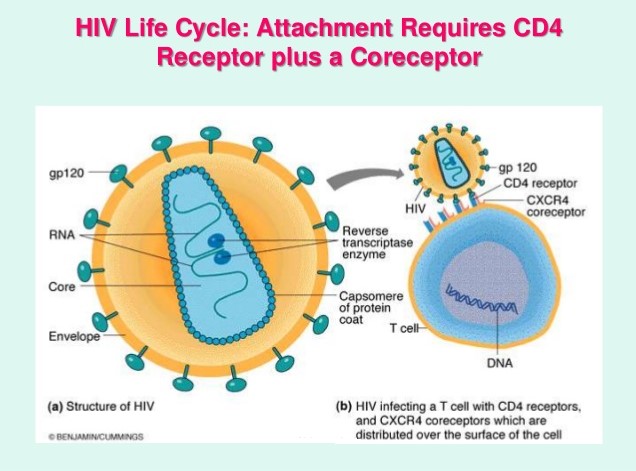 HIV Life Cycle: Attachment Requires CD4
Receptor plus a Coreceptor
gp120
RNA
Core
Envelope
Reverse
transcriptase
enzyme
Capsomere
of protein
coat
(a) Structure of HIV
© BENJAMIN/CUMMINGS
gp 120
CD4 receptor
CXCR4
coreceptor
HIV
T cell
DNA
(b) HIV infecting a T cell with CD4 receptors,
and CXCR4 coreceptors which are
distributed over the surface of the cell